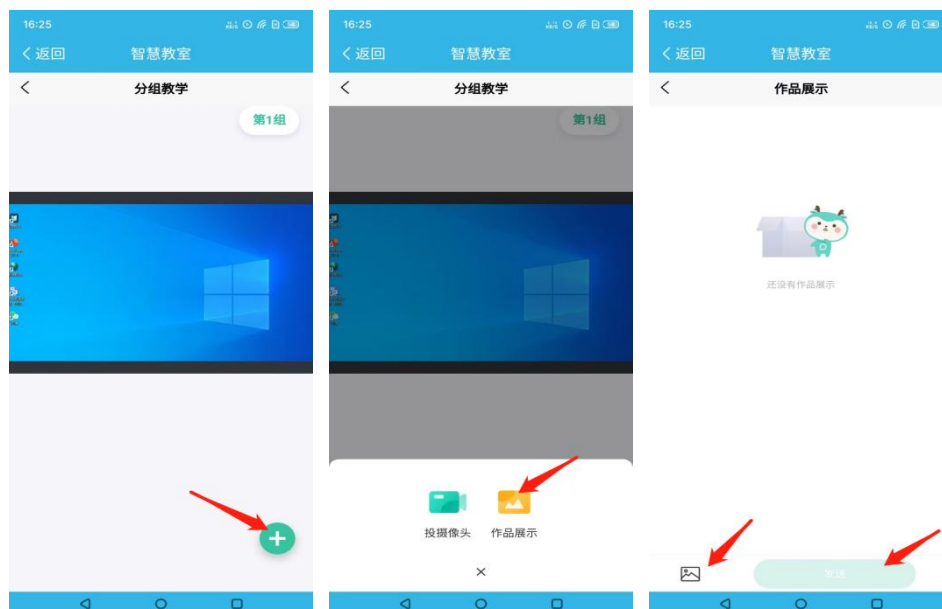 16:25
< 返回 智慧教室
< 分组教学
第1组
16:25
< 返回 智慧教室
< 分组教学
第1组
投摄像头 作品展示
×
16:25
< 返回 智慧教室
< 作品展示
还没有作品展示
发送